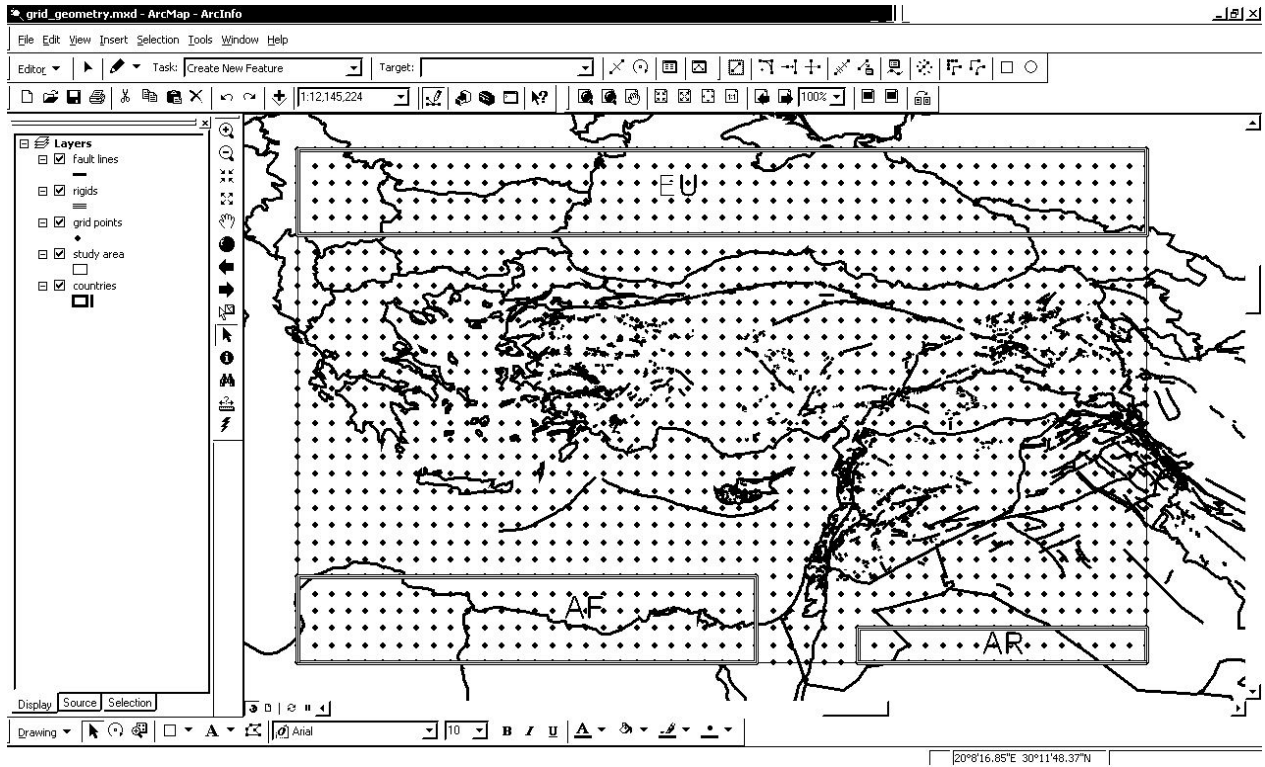 grid_geometry.mxd - ArcMap - ArcInfo
File Edit View Insert Selection Tools Window Help
Editor Task: Create New Feature Target:
1:12,145,224 100%
Layers
fault lines
rigids
grid points
study area
countries
EU
AF
AR
Display Source Selection
Drawing A Arial 10 B I U A
20°8'16.85"E 30°11'48.37"N